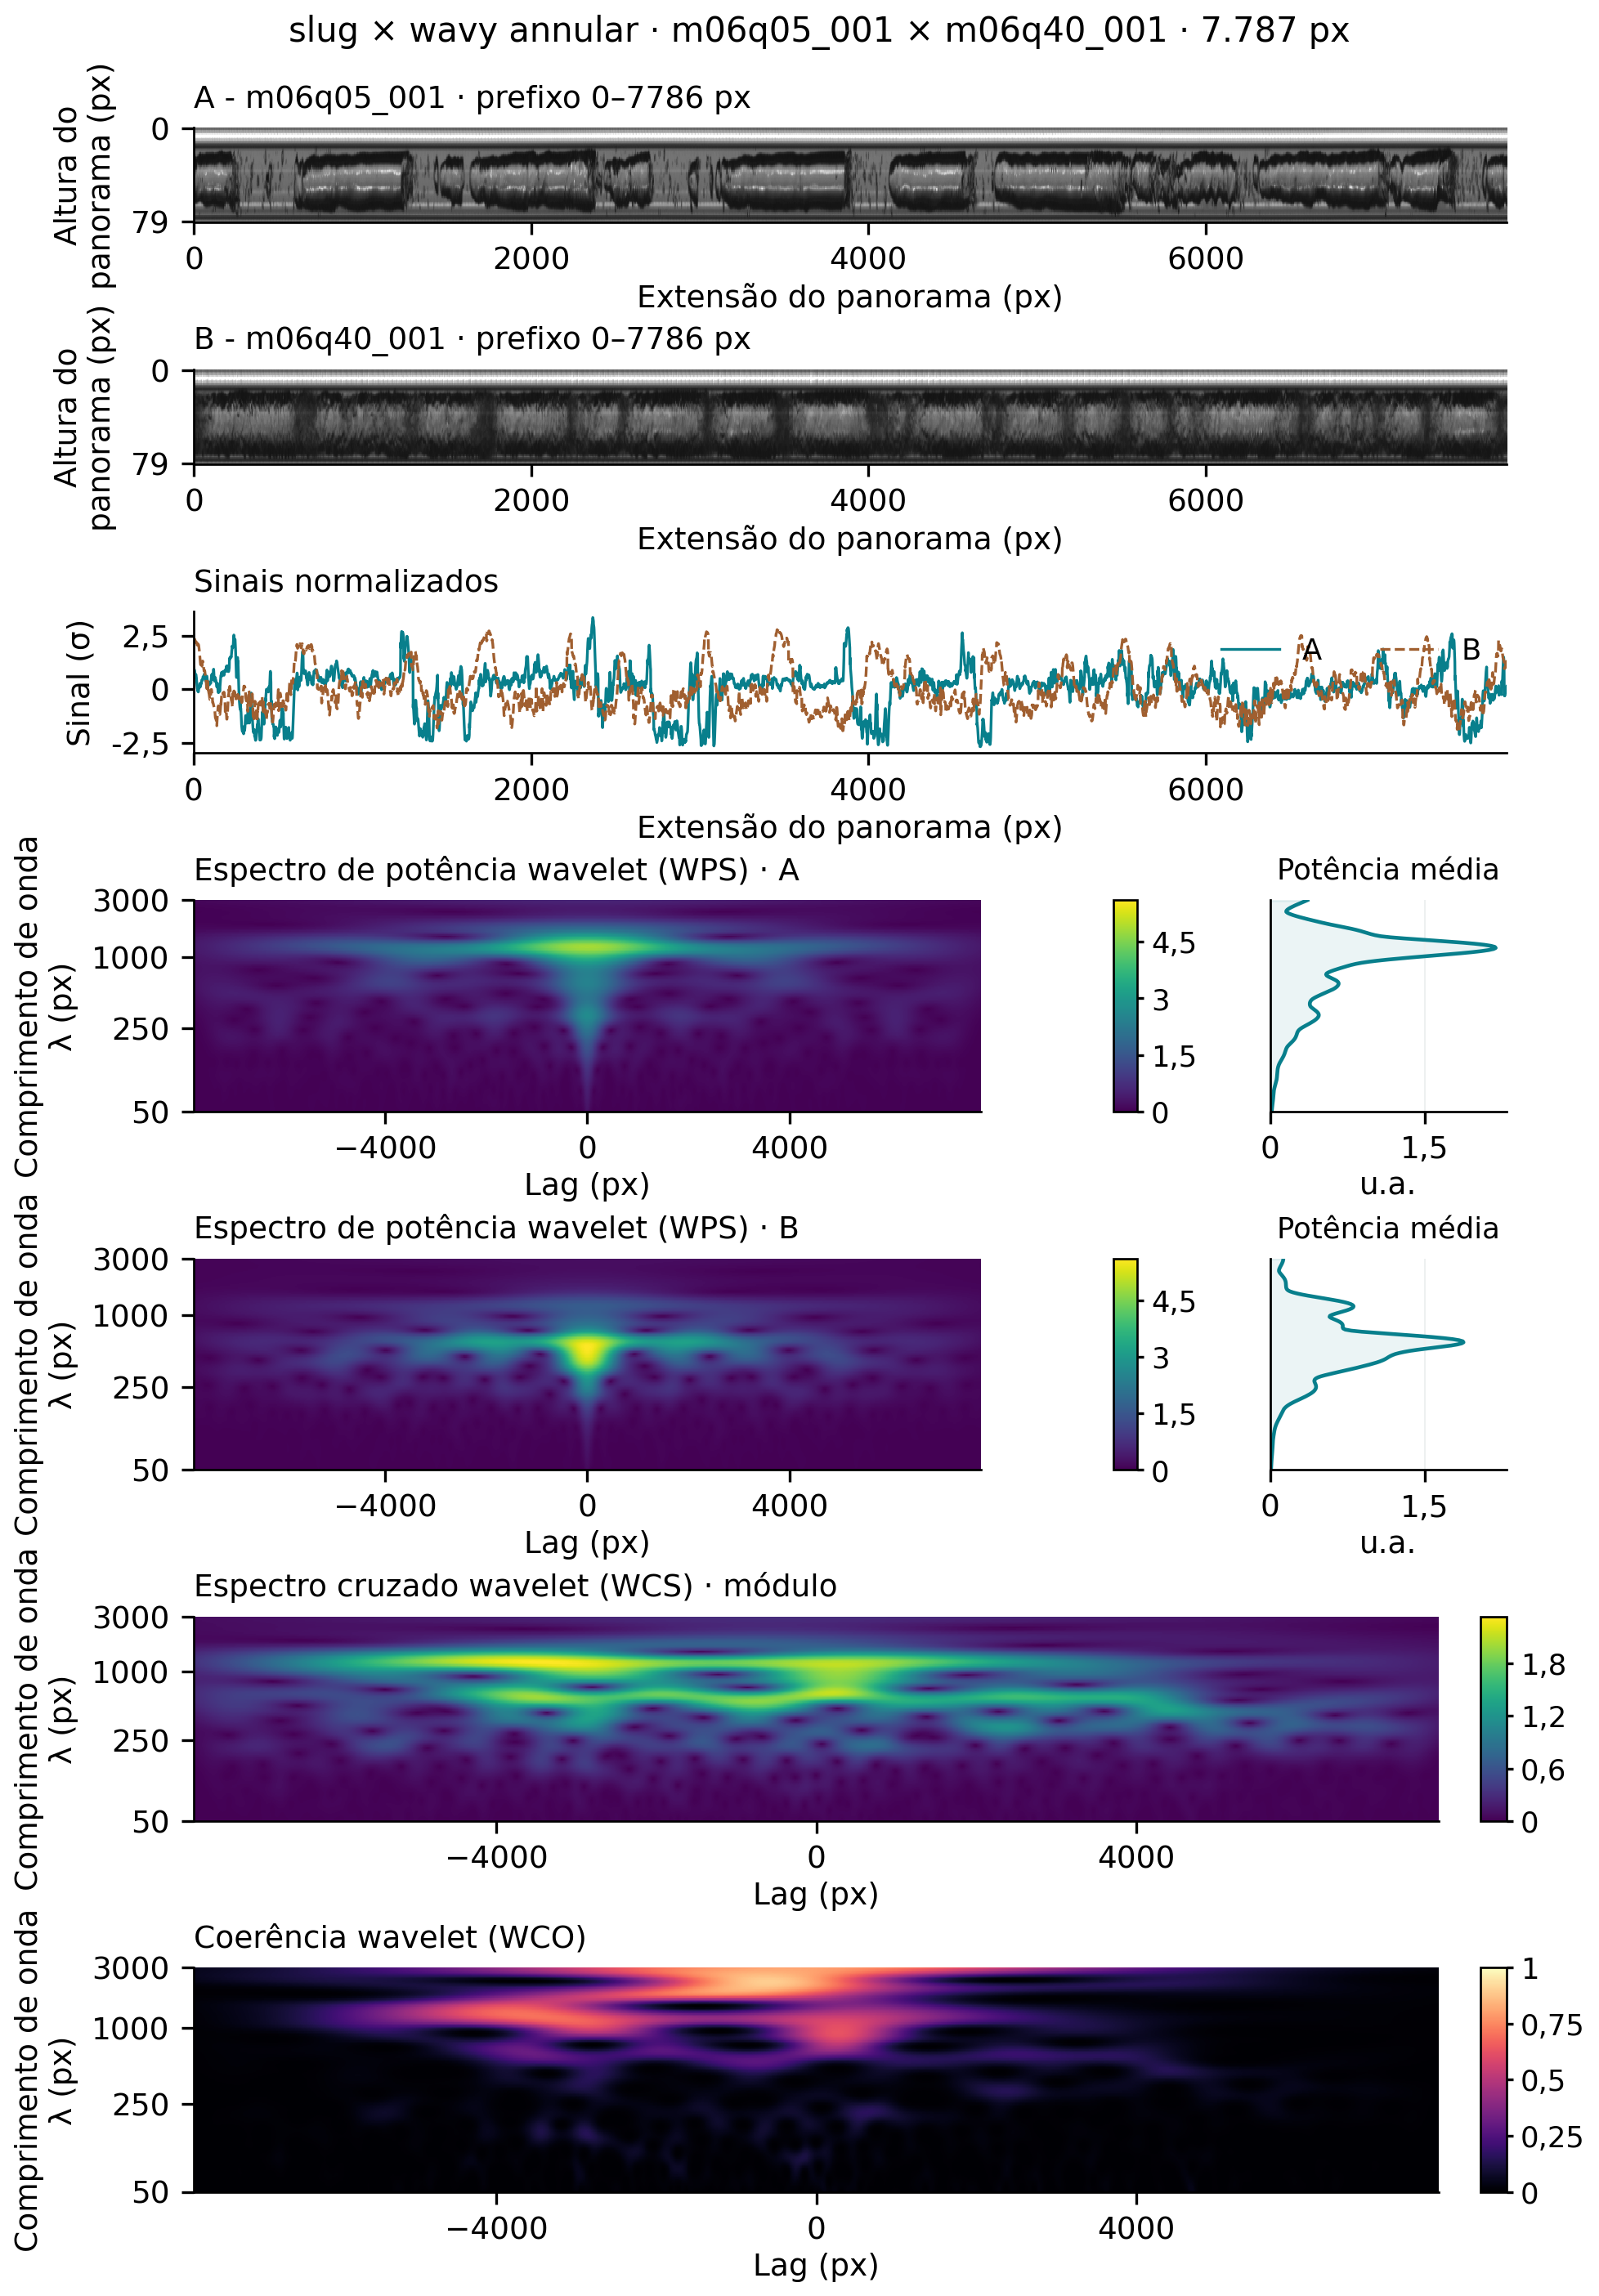 slug × wavy annular · m06q05_001 × m06q40_001 · 7.787 px
A - m06q05_001 · prefixo 0–7786 px
Altura do
panorama (px)
0
79
0
2000
4000
6000
Extensão do panorama (px)
B - m06q40_001 · prefixo 0–7786 px
Altura do
panorama (px)
0
79
0
2000
4000
6000
Extensão do panorama (px)
Sinais normalizados
Sinal (σ)
2,5
0
-2,5
A
B
0
2000
4000
6000
Extensão do panorama (px)
Espectro de potência wavelet (WPS) · A
Comprimento de onda
λ (px)
3000
1000
250
50
−4000
0
4000
Lag (px)
4,5
3
1,5
0
Potência média
0
1,5
u.a.
Espectro de potência wavelet (WPS) · B
Comprimento de onda
λ (px)
3000
1000
250
50
−4000
0
4000
Lag (px)
4,5
3
1,5
0
Potência média
0
1,5
u.a.
Espectro cruzado wavelet (WCS) · módulo
Comprimento de onda
λ (px)
3000
1000
250
50
−4000
0
4000
Lag (px)
1,8
1,2
0,6
0
Coerência wavelet (WCO)
Comprimento de onda
λ (px)
3000
1000
250
50
−4000
0
4000
Lag (px)
1
0,75
0,5
0,25
0